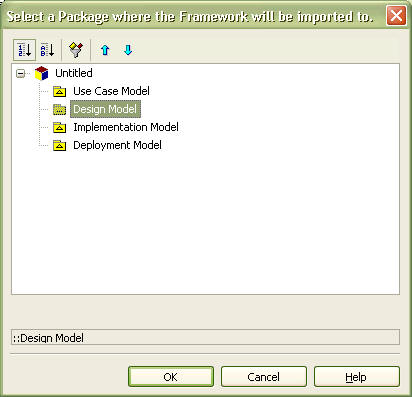 Select a Package where the Framework will be imported to.
Untitled
Use Case Model
Design Model
Implementation Model
Deployment Model
::Design Model
OK
Cancel
Help